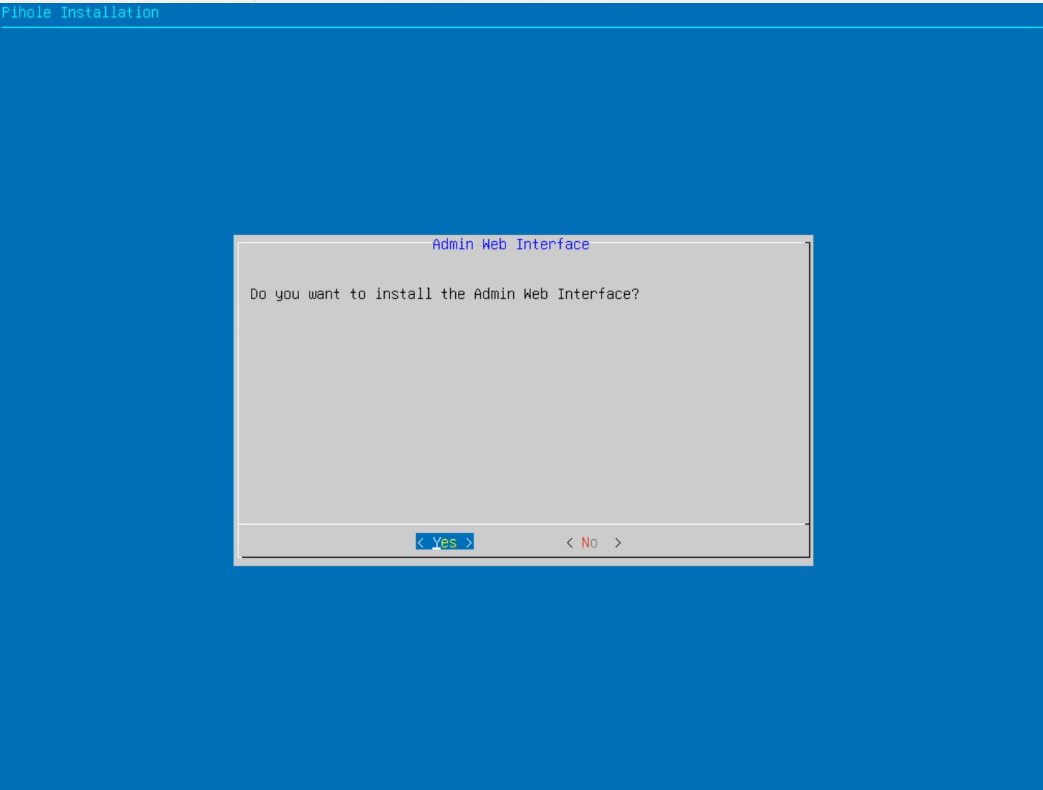 Pihole Installation
Admin Web Interface
Do you want to install the Admin Web Interface?
< Yes > < No >